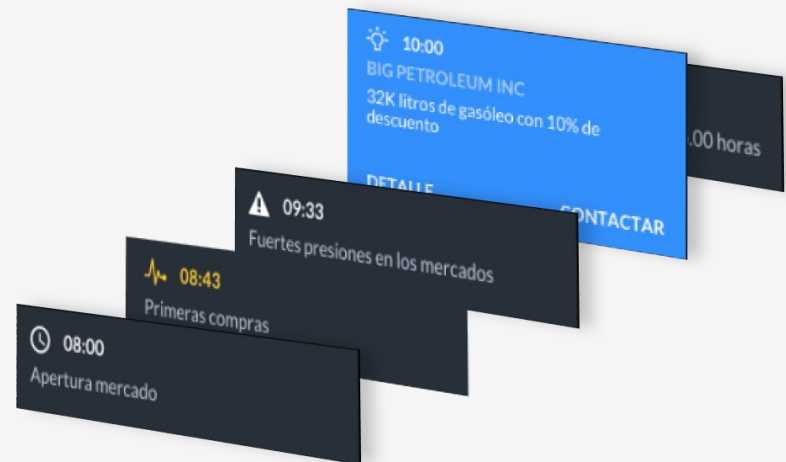 10:00
BIG PETROLEUM INC
32K litros de gasóleo con 10% de
descuento
DETALLE
CONTACTAR
.00 horas
09:33
Fuertes presiones en los mercados
08:43
Primeras compras
08:00
Apertura mercado